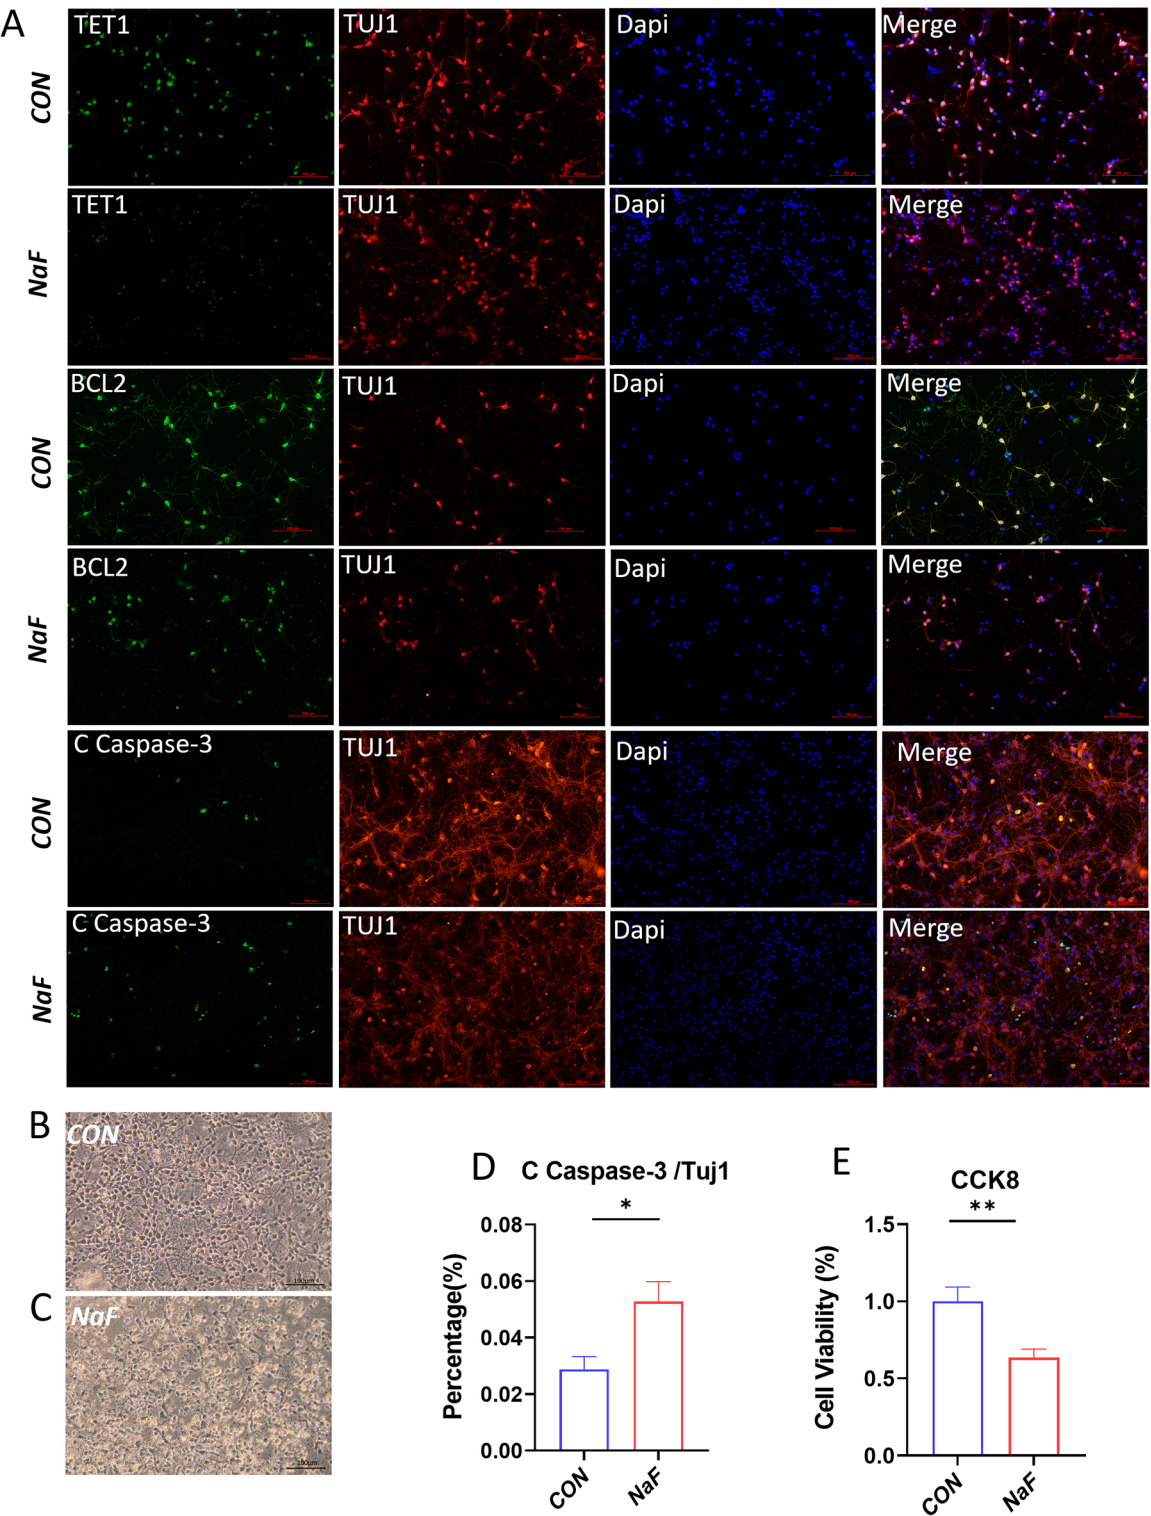 A
TET1 TUJ1 Dapi Merge
CON
TET1 TUJ1 Dapi Merge
NaF
BCL2 TUJ1 Dapi Merge
CON
BCL2 TUJ1 Dapi Merge
NaF
C Caspase-3 TUJ1 Dapi Merge
CON
C Caspase-3 TUJ1 Dapi Merge
NaF
B
CON
100μm
C
NaF
100μm
D
C Caspase-3 /Tuj1
*
Percentage(%)
0.08
0.06
0.04
0.02
0.00
CON NaF
E
CCK8
**
Cell Viability (%)
1.5
1.0
0.5
0.0
CON NaF